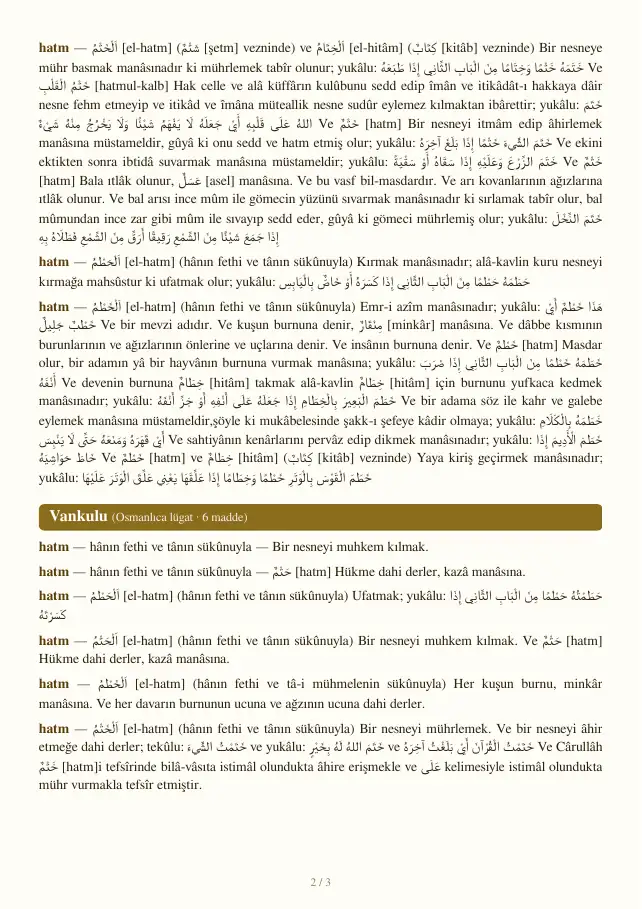 hatm — اَلْخَتْمُ [el-hatm] (شَتْمٌ [şetm] vezninde) ve اَلْخِتَامُ [el-hitâm] (كِتَابٌ [kitâb] vezninde) Bir nesneye
mühr basmak manâsınadır ki mührlemek tabîr olunur; yukâlu: خَتَمَهُ خَتْمًا وَخِتَامًا مِنَ الْبَابِ الثَّانِي إِذَا طَبَعَهُ Ve
خَتْمُ الْقَلْبِ [hatmul-kalb] Hak celle ve alâ küffârın kulûbunu sedd edip îmân ve itikâdât-ı hakkaya dâir
nesne fehm etmeyip ve itikâd ve îmâna müteallik nesne sudûr eylemez kılmaktan ibârettir; yukâlu: خَتَمَ
اللهُ عَلَى قَلْبِهِ أَيْ جَعَلَهُ لَا يَفْهَمُ شَيْئًا وَلَا يَخْرُجُ مِنْهُ شَيْءٌ Ve خَتْمٌ [hatm] Bir nesneyi itmâm edip âhirlemek
manâsına müstameldir, gûyâ ki onu sedd ve hatm etmiş olur; yukâlu: خَتَمَ الشَّيْءَ خَتْمًا إِذَا بَلَغَ آخِرَهُ Ve ekini
ektikten sonra ibtidâ suvarmak manâsına müstameldir; yukâlu: خَتَمَ الزَّرْعَ وَعَلَيْهِ إِذَا سَقَاهُ أَوَّ سَقْيَةٍ Ve خَتْمٌ
[hatm] Bala ıtlâk olunur, عَسَلٌ [asel] manâsına. Ve bu vasf bil-masdardır. Ve arı kovanlarının ağızlarına
ıtlâk olunur. Ve bal arısı ince mûm ile gömecin yüzünü sıvarmak manâsınadır ki sırlamak tabîr olur, bal
mûmundan ince zar gibi mûm ile sıvayıp sedd eder, gûyâ ki gömeci mührlemiş olur; yukâlu: خَتَمَ النَّحْلُ
إِذَا جَمَعَ شَيْئًا مِنَ الشَّمْعِ رَقِيقًا أَرَقَّ مِنَ الشَّمْعِ فَطَلَاهُ بِهِ
hatm — اَلْحَطْمُ [el-hatm] (hânın fethi ve tânın sükûnuyla) Kırmak manâsınadır; alâ-kavlin kuru nesneyi
kırmağa mahsûstur ki ufatmak olur; yukâlu: حَطَمَهُ حَطْمًا مِنَ الْبَابِ الثَّانِي إِذَا كَسَرَهُ أَوْ خَاصٌّ بِالْيَابِسِ
hatm — اَلْخَطْمُ [el-hatm] (hânın fethi ve tânın sükûnuyla) Emr-i azîm manâsınadır; yukâlu: هَذَا خَطْمٌ أَيْ
خَطْبٌ جَلِيلٌ Ve bir mevzi adıdır. Ve kuşun burnuna denir, مِنْقَارٌ [minkâr] manâsına. Ve dâbbe kısmının
burunlarının ve ağızlarının önlerine ve uçlarına denir. Ve insânın burnuna denir. Ve خَطْمٌ [hatm] Masdar
olur, bir adamın yâ bir hayvânın burnuna vurmak manâsına; yukâlu: خَطَمَهُ خَطْمًا مِنَ الْبَابِ الثَّانِي إِذَا ضَرَبَ
أَنْفَهُ Ve devenin burnuna خِطَامٌ [hitâm] takmak alâ-kavlin خِطَامٌ [hitâm] için burnunu yufkaca kedmek
manâsınadır; yukâlu: خَطَمَ الْبَعِيرَ بِالْخِطَامِ إِذَا جَعَلَهُ عَلَى أَنْفِهِ أَوْ جَزَّ أَنْفَهُ Ve bir adama söz ile kahr ve galebe
eylemek manâsına müstameldir,şöyle ki mukâbelesinde şakk-ı şefeye kâdir olmaya; yukâlu: خَطَمَهُ بِالْكَلَامِ
أَيْ قَهَرَهُ وَمَنَعَهُ حَتَّى لَا يَنْبِسَ Ve sahtiyânın kenârlarını pervâz edip dikmek manâsınadır; yukâlu: خَطَمَ الْأَدِيمَ إِذَا
خَاطَ حَوَاشِيَهُ Ve خَطْمٌ [hatm] ve خِطَامٌ [hitâm] (كِتَابٌ [kitâb] vezninde) Yaya kiriş geçirmek manâsınadır;
yukâlu: خَطَمَ الْقَوْسَ بِالْوَتَرِ خَطْمًا وَخِطَامًا إِذَا عَلَّقَهَا يَعْنِي عَلَّقَ الْوَتَرَ عَلَيْهَا
Vankulu (Osmanlıca lügat · 6 madde)
hatm — hânın fethi ve tânın sükûnuyla — Bir nesneyi muhkem kılmak.
hatm — hânın fethi ve tânın sükûnuyla — حَتْمٌ [hatm] Hükme dahi derler, kazâ manâsına.
hatm — اَلْحَطْمُ [el-hatm] (hânın fethi ve tânın sükûnuyla) Ufatmak; yukâlu: حَطَمْتُهُ حَطْمًا مِنَ الْبَابِ الثَّانِي إِذَا
كَسَرْتَهُ
hatm — اَلْحَتْمُ [el-hatm] (hânın fethi ve tânın sükûnuyla) Bir nesneyi muhkem kılmak. Ve حَتْمٌ [hatm]
Hükme dahi derler, kazâ manâsına.
hatm — اَلْخَطْمُ [el-hatm] (hânın fethi ve tâ-i mühmelenin sükûnuyla) Her kuşun burnu, minkâr
manâsına. Ve her davarın burnunun ucuna ve ağzının ucuna dahi derler.
hatm — اَلْخَتْمُ [el-hatm] (hânın fethi ve tânın sükûnuyla) Bir nesneyi mührlemek. Ve bir nesneyi âhir
etmeğe dahi derler; tekûlu: خَتَمْتُ الشَّيْءَ ve yukâlu: خَتَمَ اللهُ لَهُ بِخَيْرٍ ve خَتَمْتُ الْقُرْآنَ أَيْ بَلَغْتُ آخِرَهُ Ve Cârullâh
خَتْمٌ [hatm]i tefsîrinde bilâ-vâsıta istimâl olundukta âhire erişmekle ve عَلَى kelimesiyle istimâl olundukta
mühr vurmakla tefsîr etmiştir.
2 / 3